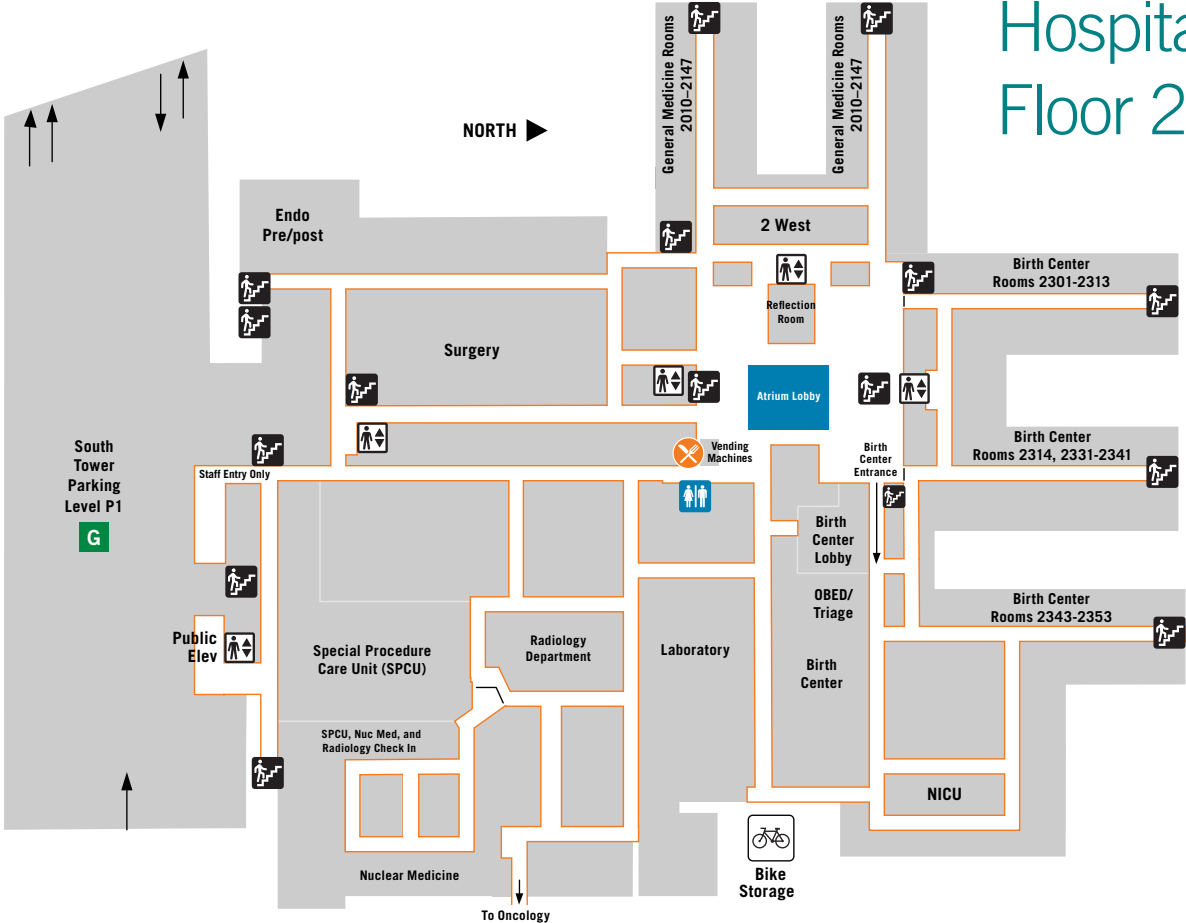 Hospita
Floor 2
NORTH
General Medicine Rooms
2010–2147
General Medicine Rooms
2010–2147
Endo
Pre/post
2 West
Birth Center
Rooms 2301-2313
Reflection
Room
Surgery
Atrium Lobby
South
Tower
Parking
Level P1
G
Staff Entry Only
Vending
Machines
Birth
Center
Entrance
Birth Center
Rooms 2314, 2331-2341
Birth
Center
Lobby
OBED/
Triage
Birth Center
Rooms 2343-2353
Public
Elev
Special Procedure
Care Unit (SPCU)
Radiology
Department
Laboratory
Birth
Center
SPCU, Nuc Med, and
Radiology Check In
NICU
Nuclear Medicine
Bike
Storage
To Oncology